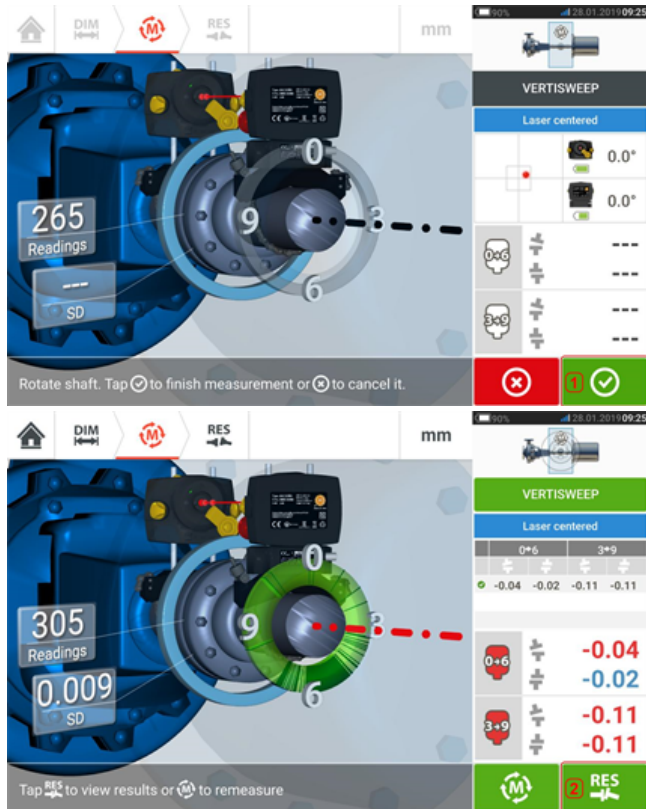 DIM
M
RES
mm
90%
28.01.2019 09:25
VERTISWEEP
Laser centered
0.0°
0.0°
0
9
3
6
265
Readings
---
SD
0➔6
---
---
3➔9
---
---
Rotate shaft. Tap ✓ to finish measurement or ⓧ to cancel it.
1
DIM
M
RES
mm
90%
28.01.2019 09:25
VERTISWEEP
Laser centered
0➔6 3➔9
-0.04 -0.02 -0.11 -0.11
0
9
3
6
305
Readings
0.009
SD
0➔6
-0.04
-0.02
3➔9
-0.11
-0.11
Tap RES to view results or M to remeasure
M
2 RES